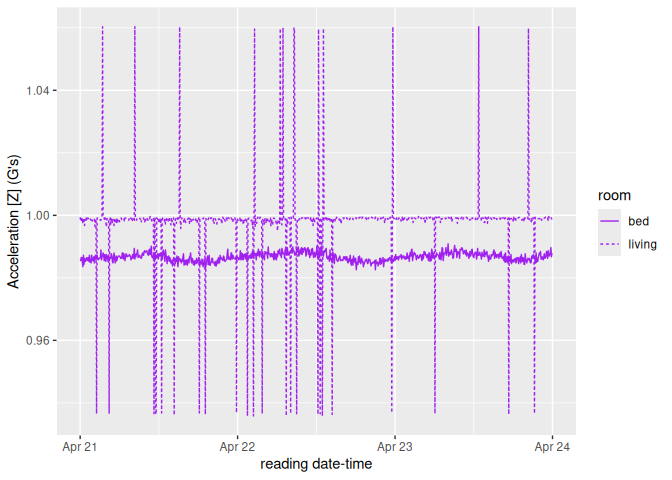 1.04
1.00
0.96
Acceleration [Z] (G's)
Apr 21
Apr 22
Apr 23
Apr 24
reading date-time
room
bed
living